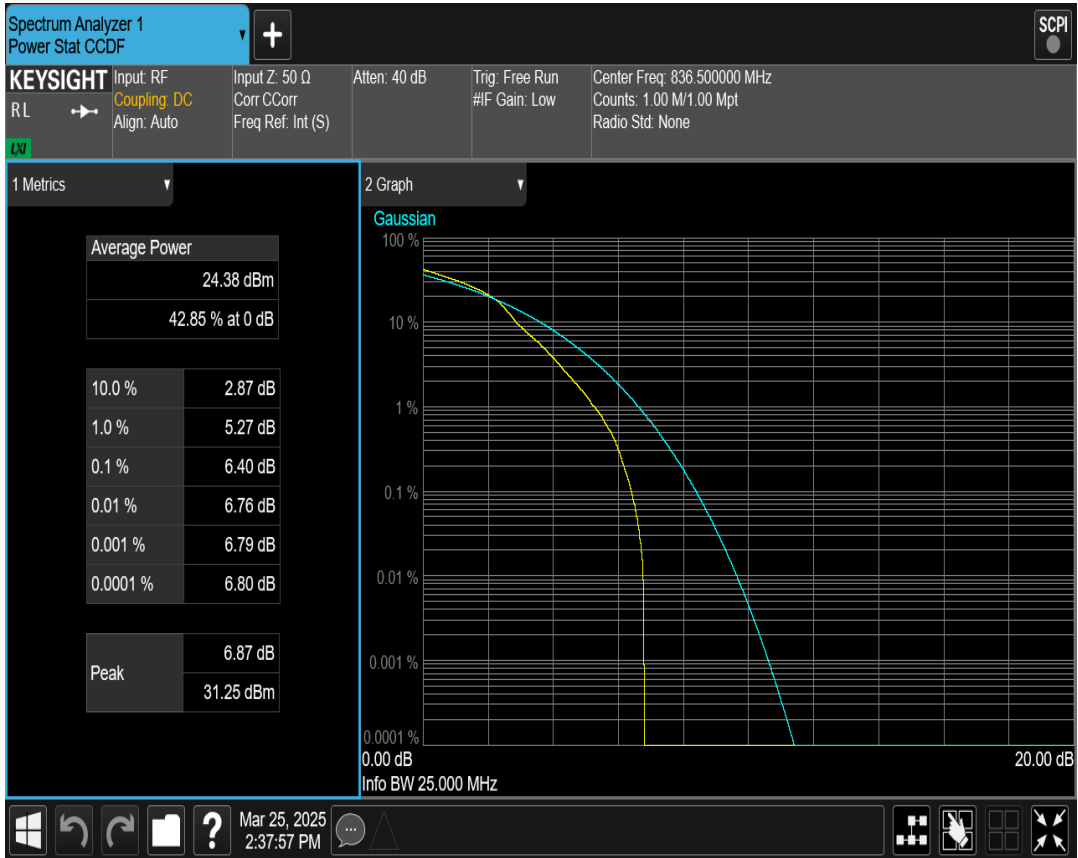 Spectrum Analyzer 1
Power Stat CCDF
+
SCPI
KEYSIGHT
R L
LXI
Input: RF
Coupling: DC
Align: Auto
Input Z: 50 Ω
Corr CCorr
Freq Ref: Int (S)
Atten: 40 dB
Trig: Free Run
#IF Gain: Low
Center Freq: 836.500000 MHz
Counts: 1.00 M/1.00 Mpt
Radio Std: None
1 Metrics
Average Power
24.38 dBm
42.85 % at 0 dB
10.0 % 2.87 dB
1.0 % 5.27 dB
0.1 % 6.40 dB
0.01 % 6.76 dB
0.001 % 6.79 dB
0.0001 % 6.80 dB
Peak 6.87 dB
31.25 dBm
2 Graph
Gaussian
100 %
10 %
1 %
0.1 %
0.01 %
0.001 %
0.0001 %
0.00 dB 20.00 dB
Info BW 25.000 MHz
?
Mar 25, 2025
2:37:57 PM